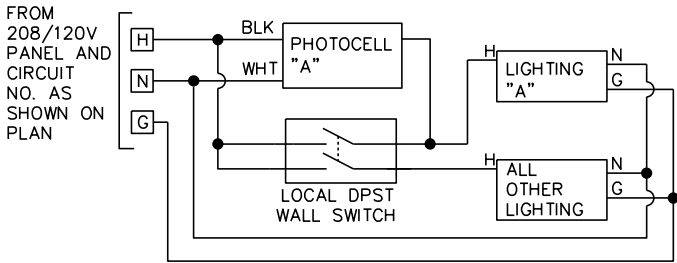 FROM
208/120V
PANEL AND
CIRCUIT
NO. AS
SHOWN ON
PLAN
H
N
G
BLK
WHT
PHOTOCELL
"A"
LOCAL DPST
WALL SWITCH
H
LIGHTING
"A"
N
G
H
ALL
OTHER
LIGHTING
N
G